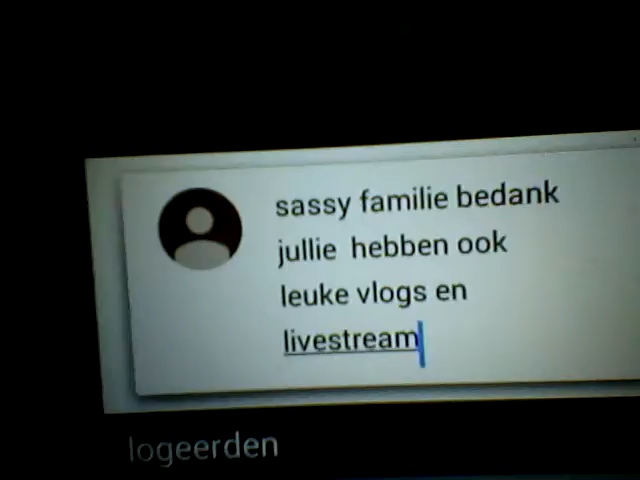 sassy familie bedank
jullie hebben ook
leuke vlogs en
livestream
logeerden